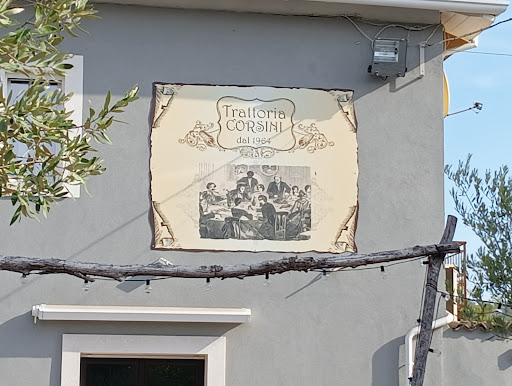 Trattoria
CORSINI
dal 1964